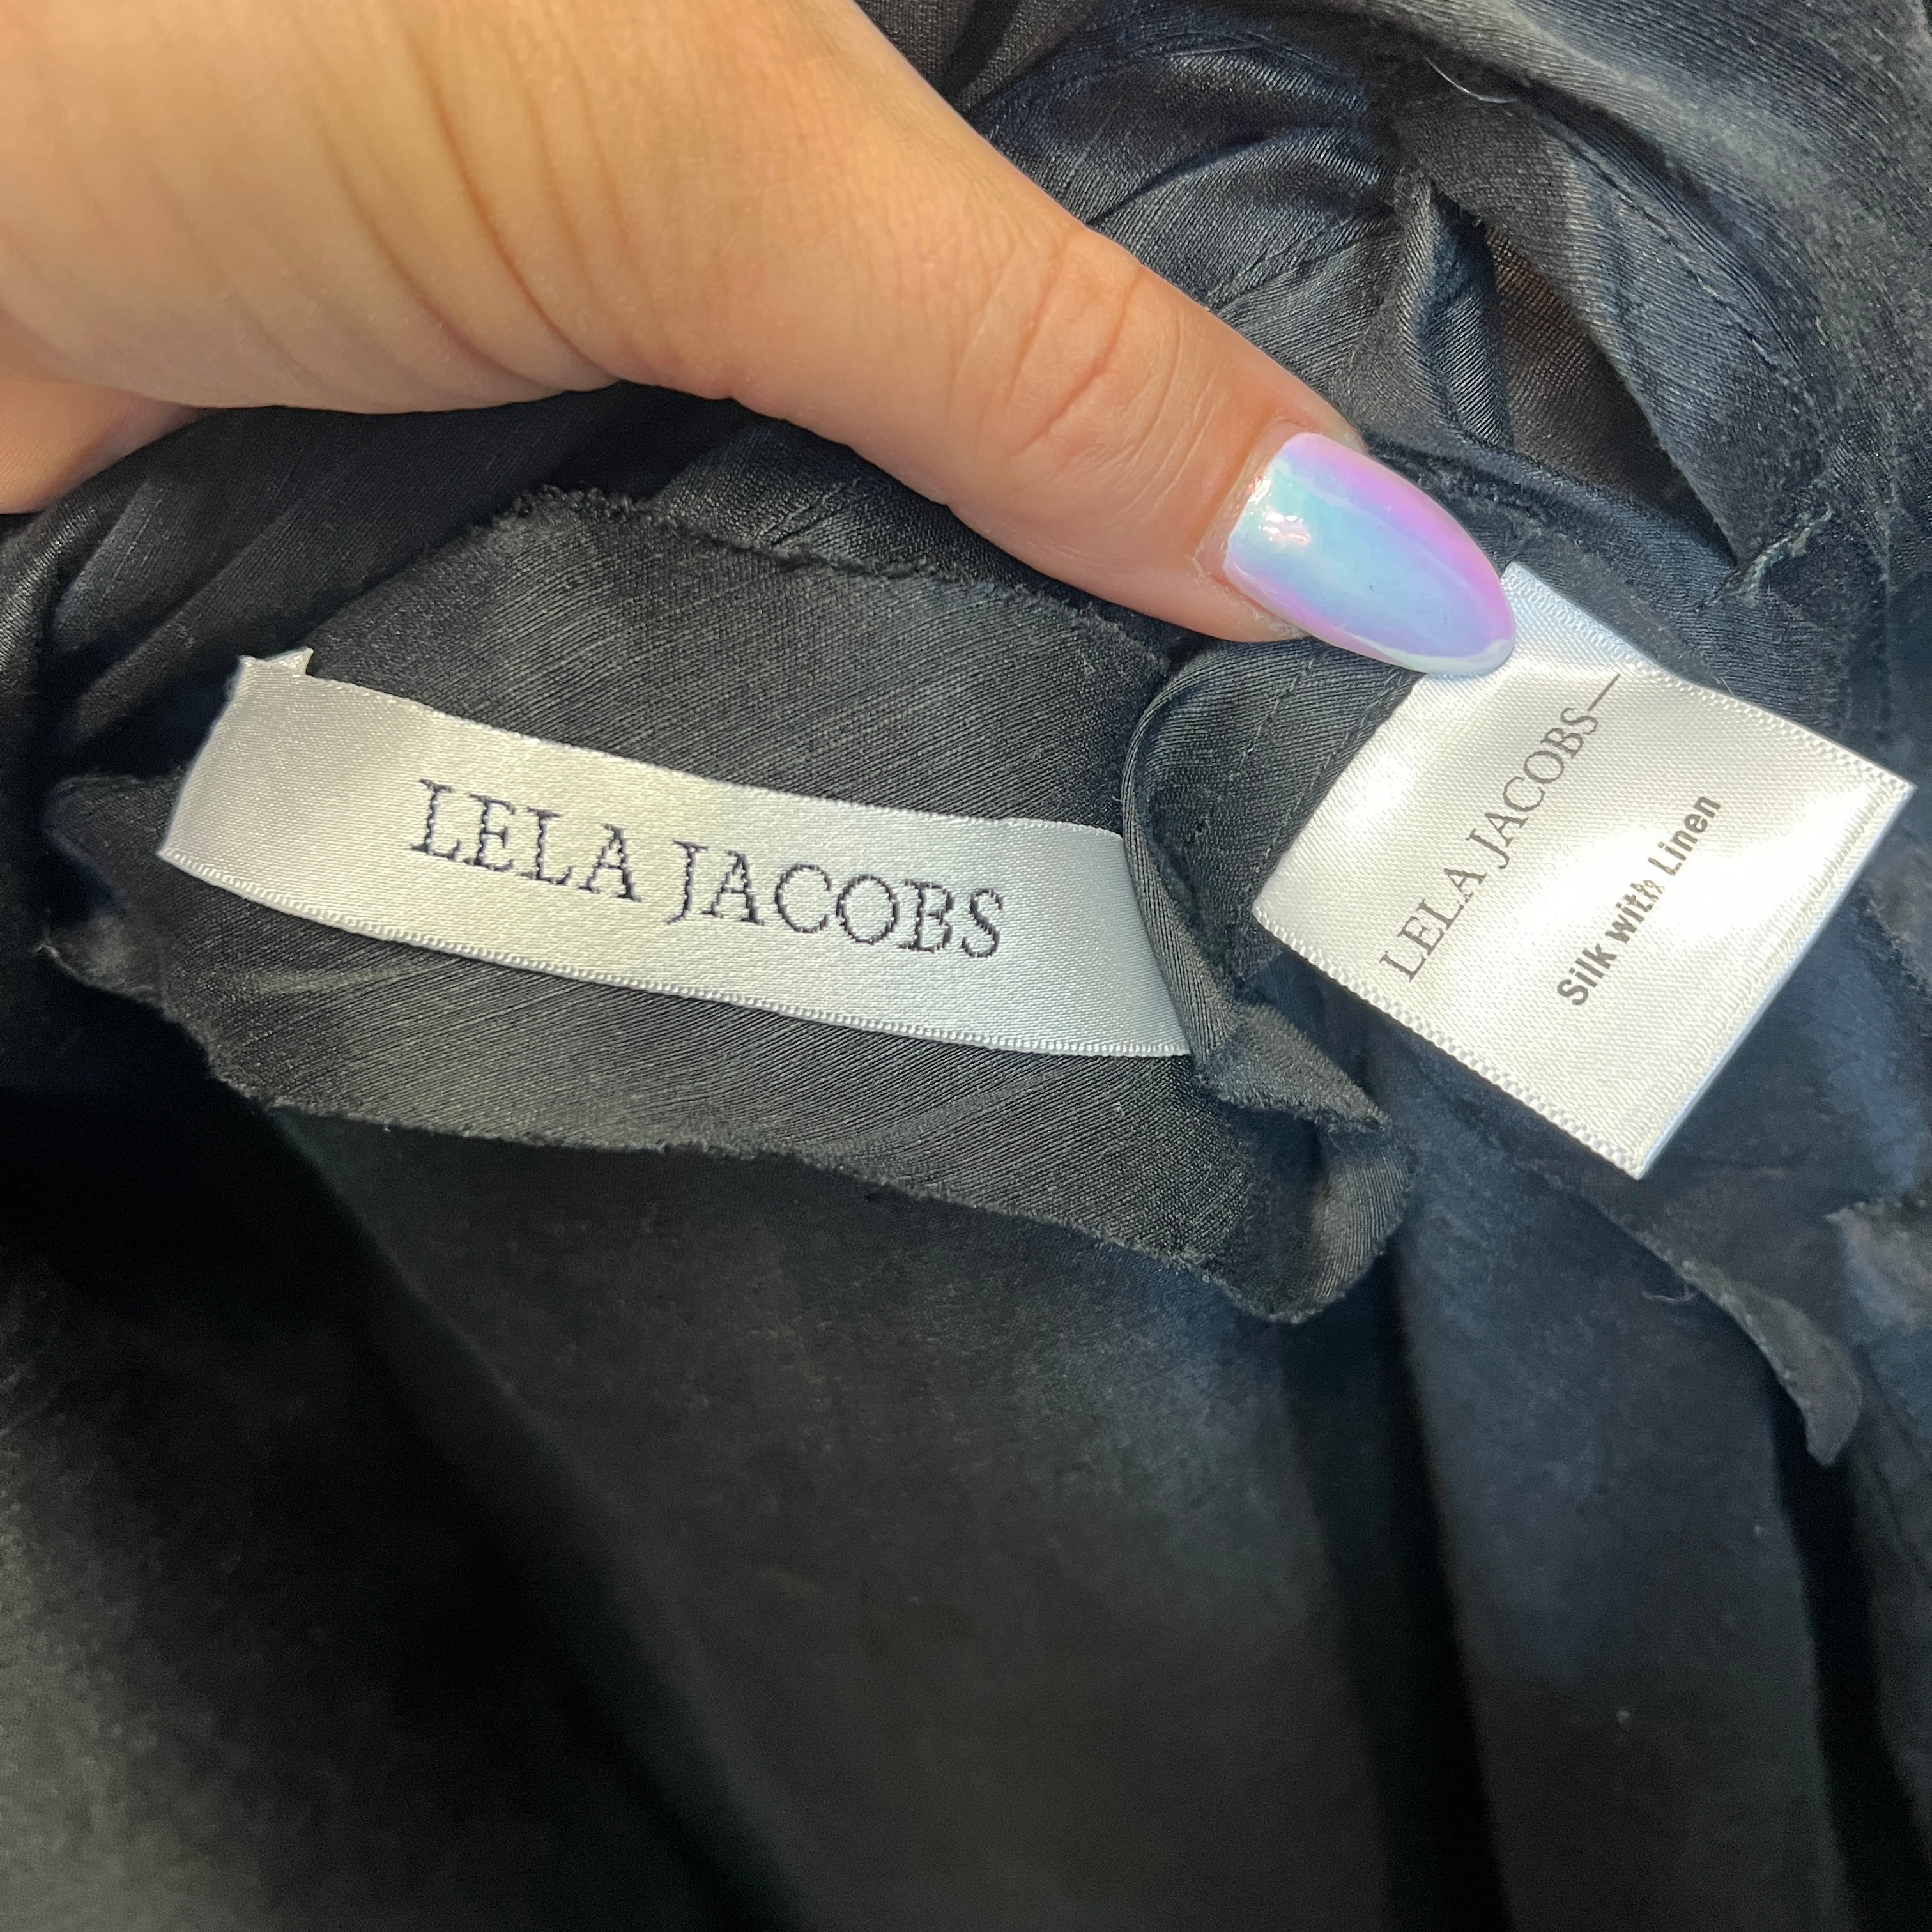 LELA JACOBS
LELA JACOBS—
Silk with Linen